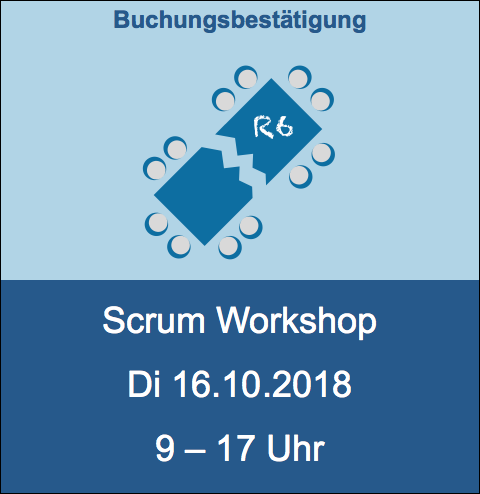 Buchungsbestätigung
R6
Scrum Workshop
Di 16.10.2018
9 – 17 Uhr